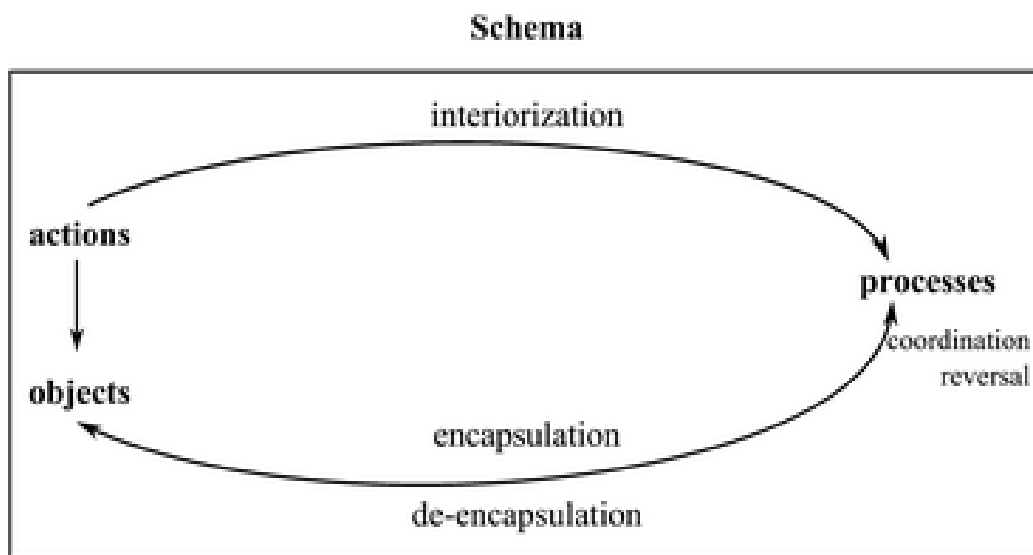 Schema
interiorization
actions
processes
coordination
reversal
objects
encapsulation
de-encapsulation